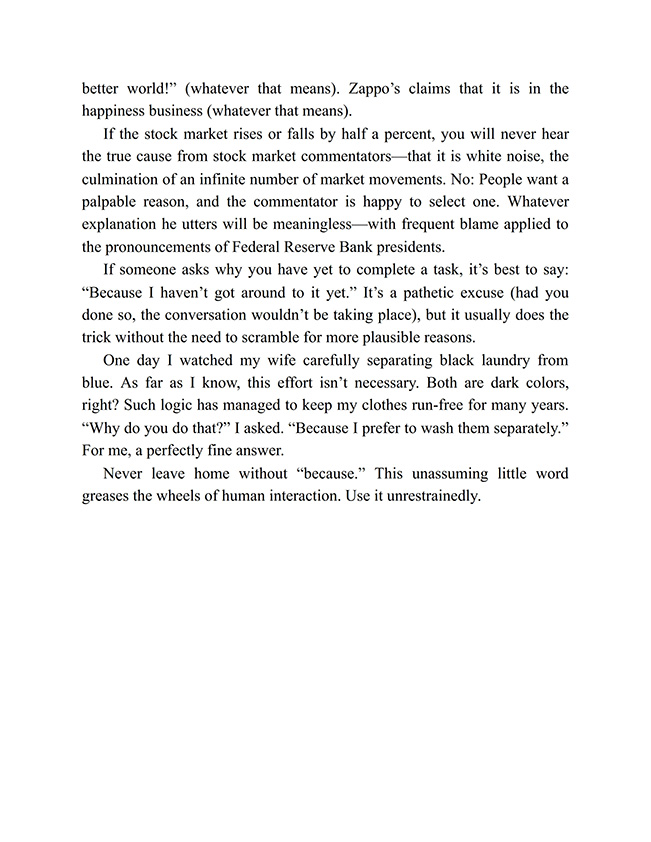 better world!” (whatever that means). Zappo’s claims that it is in the
happiness business (whatever that means).
If the stock market rises or falls by half a percent, you will never hear
the true cause from stock market commentators—that it is white noise, the
culmination of an infinite number of market movements. No: People want a
palpable reason, and the commentator is happy to select one. Whatever
explanation he utters will be meaningless—with frequent blame applied to
the pronouncements of Federal Reserve Bank presidents.
If someone asks why you have yet to complete a task, it’s best to say:
“Because I haven’t got around to it yet.” It’s a pathetic excuse (had you
done so, the conversation wouldn’t be taking place), but it usually does the
trick without the need to scramble for more plausible reasons.
One day I watched my wife carefully separating black laundry from
blue. As far as I know, this effort isn’t necessary. Both are dark colors,
right? Such logic has managed to keep my clothes run-free for many years.
“Why do you do that?” I asked. “Because I prefer to wash them separately.”
For me, a perfectly fine answer.
Never leave home without “because.” This unassuming little word
greases the wheels of human interaction. Use it unrestrainedly.